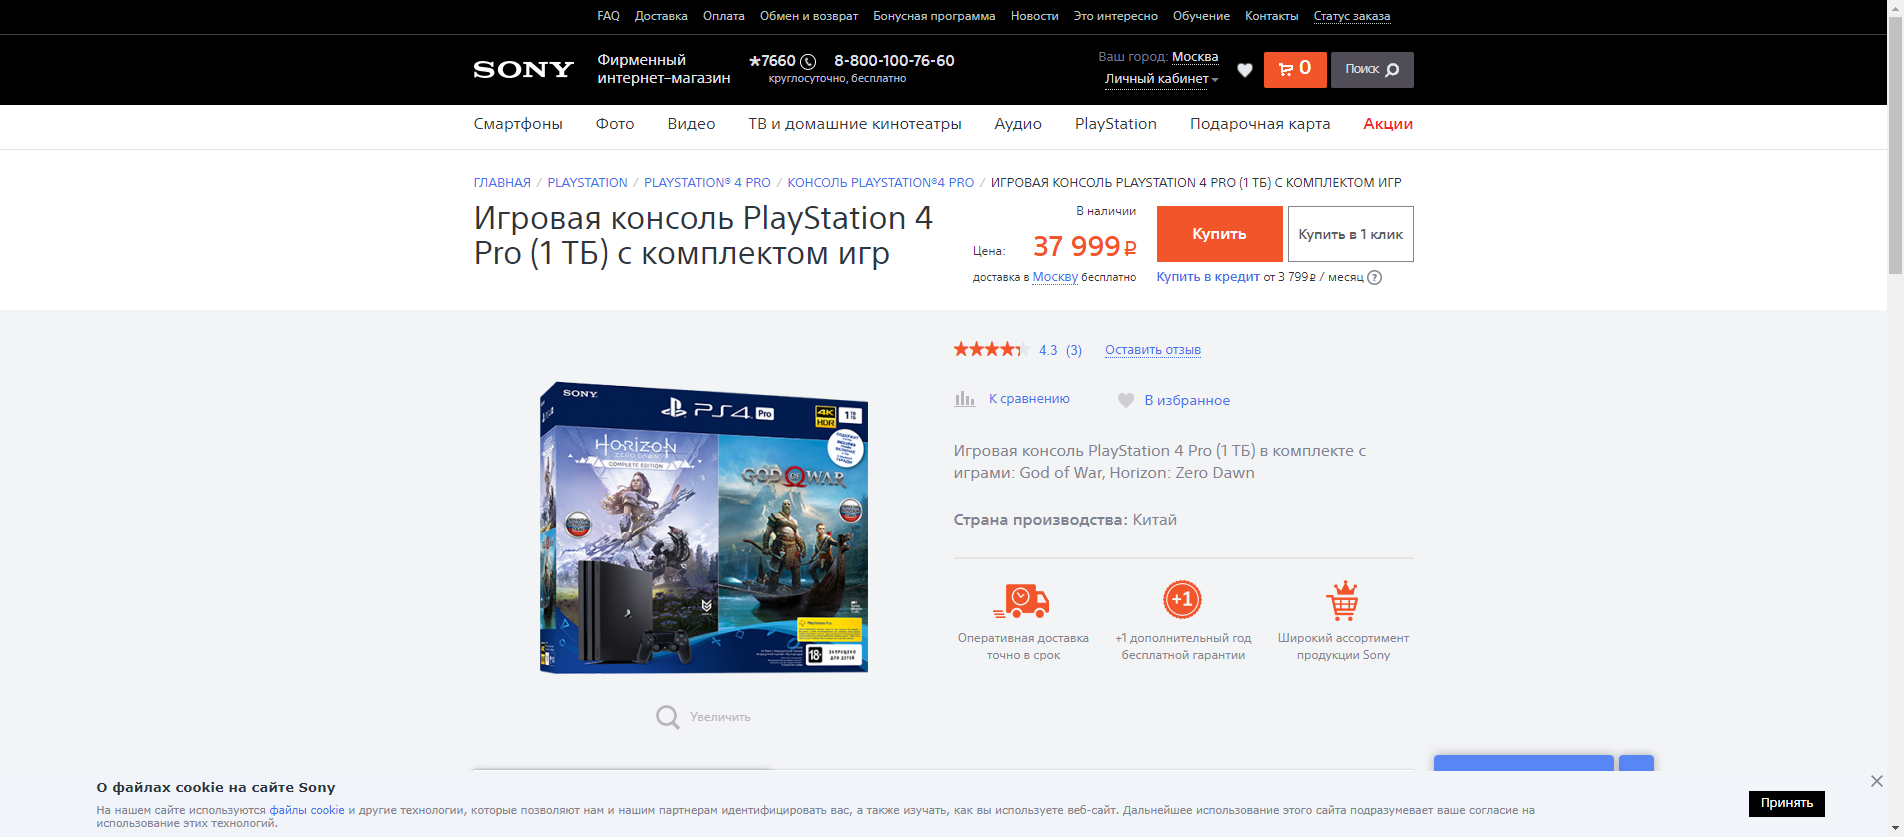 FAQ Доставка Оплата Обмен и возврат Бонусная программа Новости Это интересно Обучение Контакты Статус заказа
SONY
Фирменный
интернет–магазин
*7660 8-800-100-76-60
круглосуточно, бесплатно
Ваш город: Москва
Личный кабинет
0
Поиск
Смартфоны Фото Видео ТВ и домашние кинотеатры Аудио PlayStation Подарочная карта Акции
ГЛАВНАЯ / PLAYSTATION / PLAYSTATION® 4 PRO / КОНСОЛЬ PLAYSTATION®4 PRO / ИГРОВАЯ КОНСОЛЬ PLAYSTATION 4 PRO (1 ТБ) С КОМПЛЕКТОМ ИГР
Игровая консоль PlayStation 4
Pro (1 ТБ) с комплектом игр
В наличии
Цена: 37 999 ₽
доставка в Москву бесплатно
Купить
Купить в 1 клик
Купить в кредит от 3 799 ₽ / месяц ?
4.3 (3) Оставить отзыв
К сравнению В избранное
Игровая консоль PlayStation 4 Pro (1 ТБ) в комплекте с
играми: God of War, Horizon: Zero Dawn
Страна производства: Китай
Оперативная доставка
точно в срок
+1
+1 дополнительный год
бесплатной гарантии
Широкий ассортимент
продукции Sony
SONY
PS4 Pro
4K
HDR
1TB
HORIZON
ZERO DAWN
COMPLETE EDITION
GOD OF WAR
PlayStation Plus
18+ ЗАПРЕЩЕНО
ДЛЯ ДЕТЕЙ
Увеличить
О файлах cookie на сайте Sony
На нашем сайте используются файлы cookie и другие технологии, которые позволяют нам и нашим партнерам идентифицировать вас, а также изучать, как вы используете веб-сайт. Дальнейшее использование этого сайта подразумевает ваше согласие на
использование этих технологий.
Принять